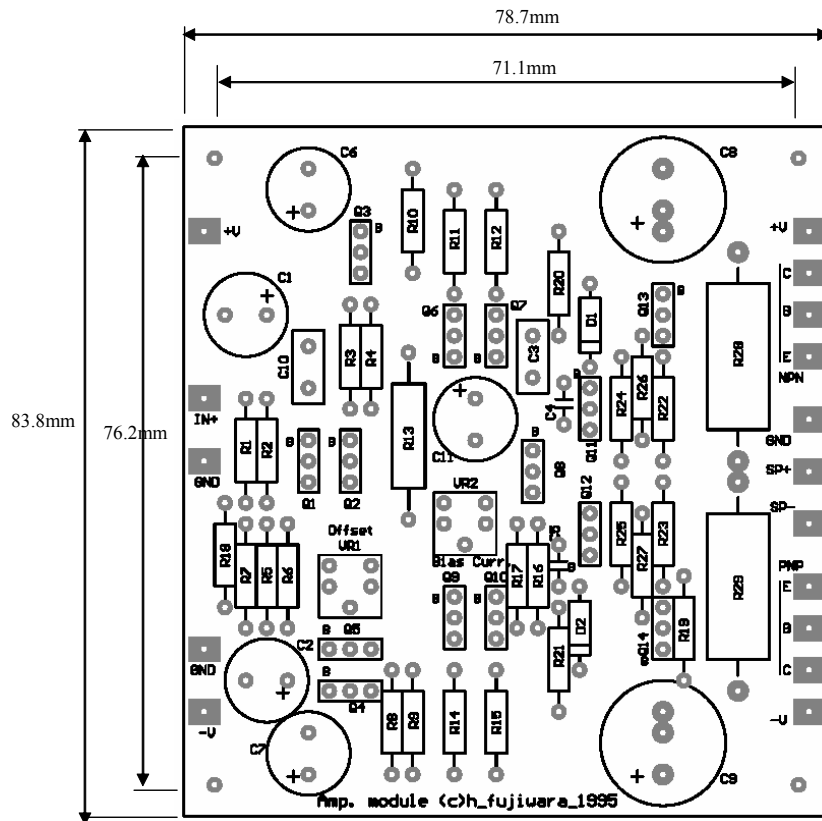 78.7mm
71.1mm
83.8mm
76.2mm
C6
C8
+V
Q3
B
R10
R11
R12
+V
C1
R20
C
Q6
Q7
D1
Q13
B
B
C10
R3
R4
B
B
C3
R28
E
NPN
R26
R24
R22
C4
B
IN+
R13
C11
B
Q11
GND
R1
R2
B
B
Q8
SP+
GND
Q1
Q2
VR2
Q12
SP-
R18
Offset
VR1
R25
R23
R7
R5
R6
Bias Curr.
R17
R16
B
R27
PNP
Q9
Q10
E
B
B
R29
D2
Q14
B
R19
B
C2
B
Q5
R21
GND
C
B
Q4
-V
R8
R9
R14
R15
-V
C7
C9
Amp. module (c)h_fujiwara_1995